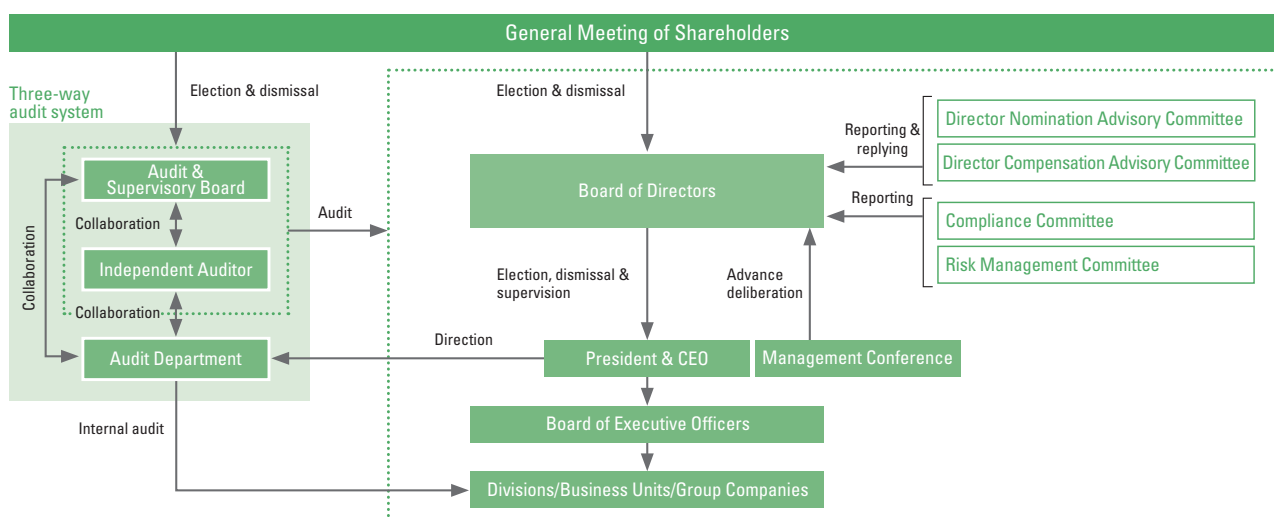 General Meeting of Shareholders
Three-way
audit system
Election & dismissal
Election & dismissal
Audit &
Supervisory Board
Collaboration
Independent Auditor
Collaboration
Collaboration
Audit Department
Audit
Internal audit
Board of Directors
Reporting &
replying
Director Nomination Advisory Committee
Director Compensation Advisory Committee
Reporting
Compliance Committee
Risk Management Committee
Election, dismissal &
supervision
Advance
deliberation
Direction
President & CEO
Management Conference
Board of Executive Officers
Divisions/Business Units/Group Companies